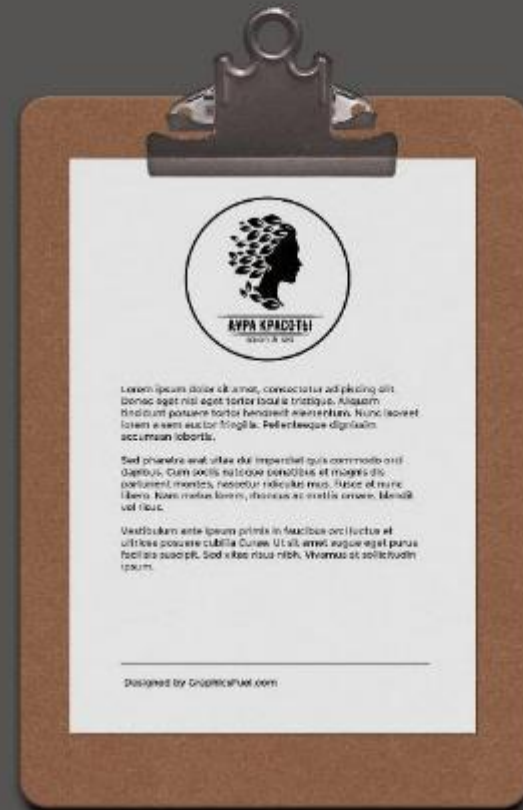 АУРА КРАСОТЫ
Lorem ipsum dolor sit amet, consectetur adipiscing elit.
Donec eget nisl eget tortor iaculis tristique. Aliquam
tincidunt posuere tortor hendrerit elementum. Nunc laoreet
lorem a sem auctor fringilla. Pellentesque dignissim
accumsan lobortis.
Sed pharetra erat vitae dui imperdiet quis commodo orci
dapibus. Cum sociis natoque penatibus et magnis dis
parturient montes, nascetur ridiculus mus. Fusce at nunc
libero. Nam metus lorem, rhoncus ac mattis ornare, blandit
vel risus.
Vestibulum ante ipsum primis in faucibus orci luctus et
ultrices posuere cubilia Curae. Ut sit amet augue eget purus
facilisis suscipit. Sed vitae risus nibh. Vivamus at sollicitudin
ipsum.
Designed by GraphicsFuel.com